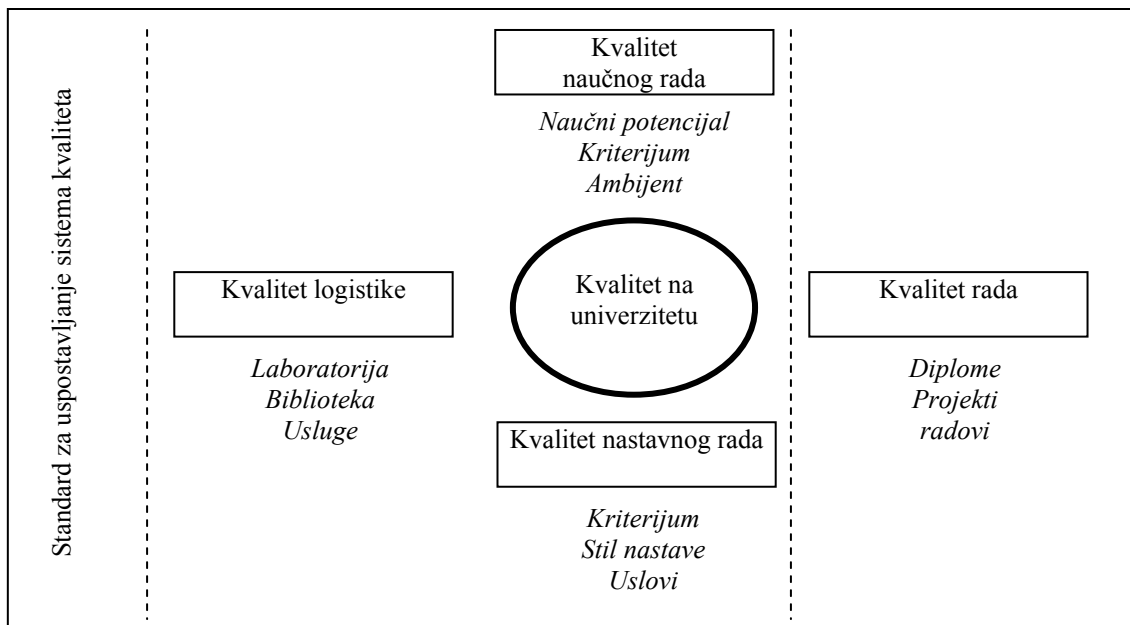 Standard za uspostavljanje sistema kvaliteta
Kvalitet
naučnog rada
Naučni potencijal
Kriterijum
Ambijent
Kvalitet logistike
Laboratorija
Biblioteka
Usluge
Kvalitet na
univerzitetu
Kvalitet rada
Diplome
Projekti
radovi
Kvalitet nastavnog rada
Kriterijum
Stil nastave
Uslovi